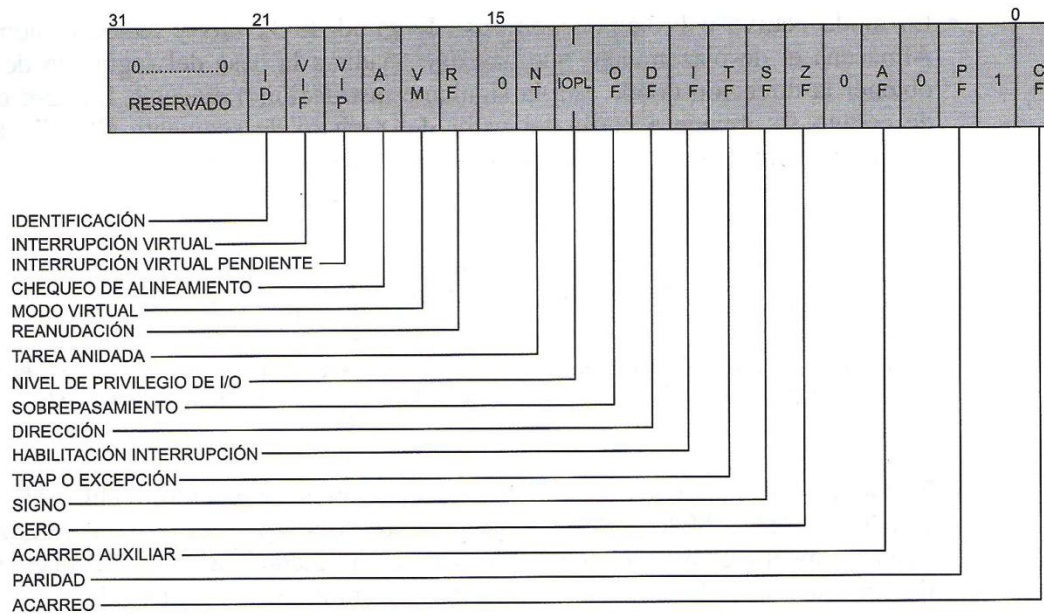 31 21 15 0
0..............0 I D V I F V I P A C V M R F 0 N T IOPL O F D F I F T F S F Z F 0 A F 0 P F 1 C F
RESERVADO
IDENTIFICACIÓN
INTERRUPCIÓN VIRTUAL
INTERRUPCIÓN VIRTUAL PENDIENTE
CHEQUEO DE ALINEAMIENTO
MODO VIRTUAL
REANUDACIÓN
TAREA ANIDADA
NIVEL DE PRIVILEGIO DE I/O
SOBREPASAMIENTO
DIRECCIÓN
HABILITACIÓN INTERRUPCIÓN
TRAP O EXCEPCIÓN
SIGNO
CERO
ACARREO AUXILIAR
PARIDAD
ACARREO